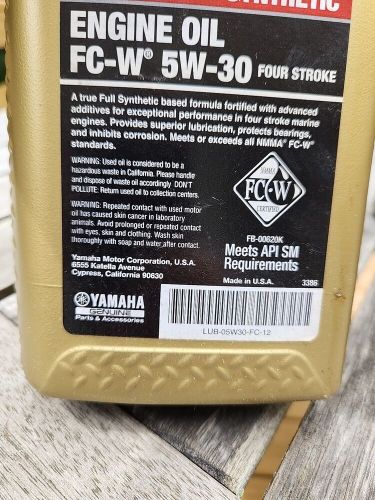 SYNTHETIC
ENGINE OIL
FC-W® 5W-30 FOUR STROKE
A true Full Synthetic based formula fortified with advanced
additives for exceptional performance in four stroke marine
engines. Provides superior lubrication, protects bearings,
and inhibits corrosion. Meets or exceeds all NMMA® FC-W®
standards.
WARNING: Used oil is considered to be a
hazardous waste in California. Please handle
and dispose of waste oil accordingly DON'T
POLLUTE: Return used oil to collection centers.
WARNING: Repeated contact with used motor
oil has caused skin cancer in laboratory
animals. Avoid prolonged or repeated contact
with eyes, skin and clothing. Wash skin
thoroughly with soap and water after contact.
Yamaha Motor Corporation, U.S.A.
6555 Katella Avenue
Cypress, California 90630
NMMA
FC-W
CERTIFIED
FB-00620K
Meets API SM
Requirements
Made in U.S.A. 3386
YAMAHA
GENUINE
Parts & Accessories
LUB-05W30-FC-12